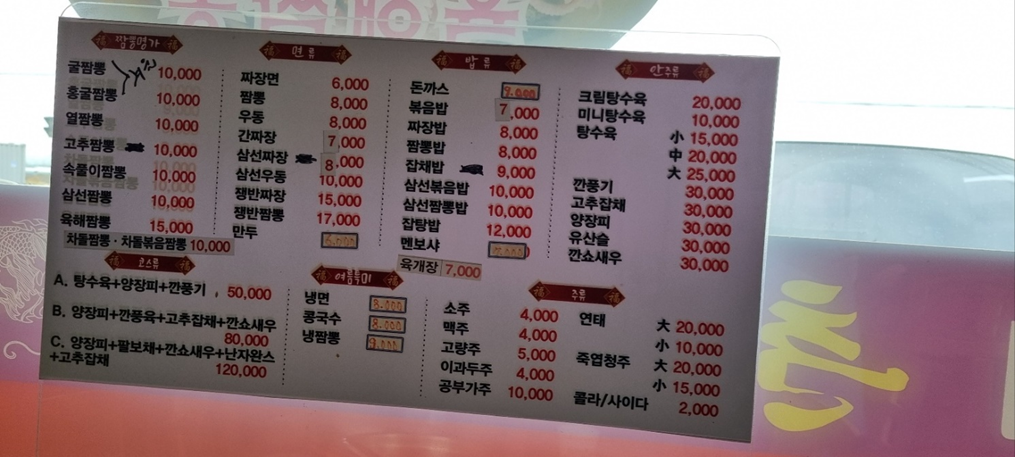 짬뽕명가
굴짬뽕 10,000
홍굴짬뽕 10,000
열짬뽕 10,000
고추짬뽕 10,000
속풀이짬뽕 10,000
삼선짬뽕 10,000
육해짬뽕 15,000
차돌짬뽕·차돌볶음짬뽕 10,000
면류
짜장면 6,000
짬뽕 8,000
우동 8,000
간짜장 7,000
삼선짜장 8,000
삼선우동 10,000
쟁반짜장 15,000
쟁반짬뽕 17,000
만두
밥류
돈까스 9.000
볶음밥 7,000
짜장밥 8,000
짬뽕밥 8,000
잡채밥 9,000
삼선볶음밥 10,000
삼선짬뽕밥 10,000
잡탕밥 12,000
멘보샤
육개장 7,000
안주류
크림탕수육 20,000
미니탕수육 10,000
탕수육 小 15,000
中 20,000
大 25,000
깐풍기 30,000
고추잡채 30,000
양장피 30,000
유산슬 30,000
깐쇼새우 30,000
코스류
A. 탕수육+양장피+깐풍기 50,000
B. 양장피+깐풍육+고추잡채+깐쇼새우
80,000
C. 양장피+팔보채+깐쇼새우+난자완스
+고추잡채
120,000
여름특미
냉면 8.000
콩국수 8.000
냉짬뽕 9.000
주류
소주 4,000
맥주 4,000
고량주 5,000
이과두주 4,000
공부가주 10,000
연태 大 20,000
小 10,000
죽엽청주 大 20,000
小 15,000
콜라/사이다 2,000